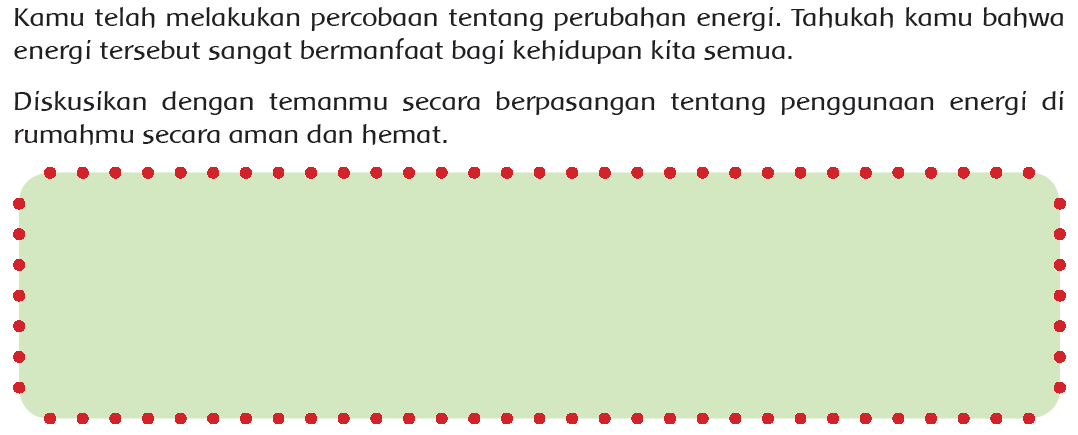 Kamu telah melakukan percobaan tentang perubahan energi. Tahukah kamu bahwa
energi tersebut sangat bermanfaat bagi kehidupan kita semua.
Diskusikan dengan temanmu secara berpasangan tentang penggunaan energi di
rumahmu secara aman dan hemat.